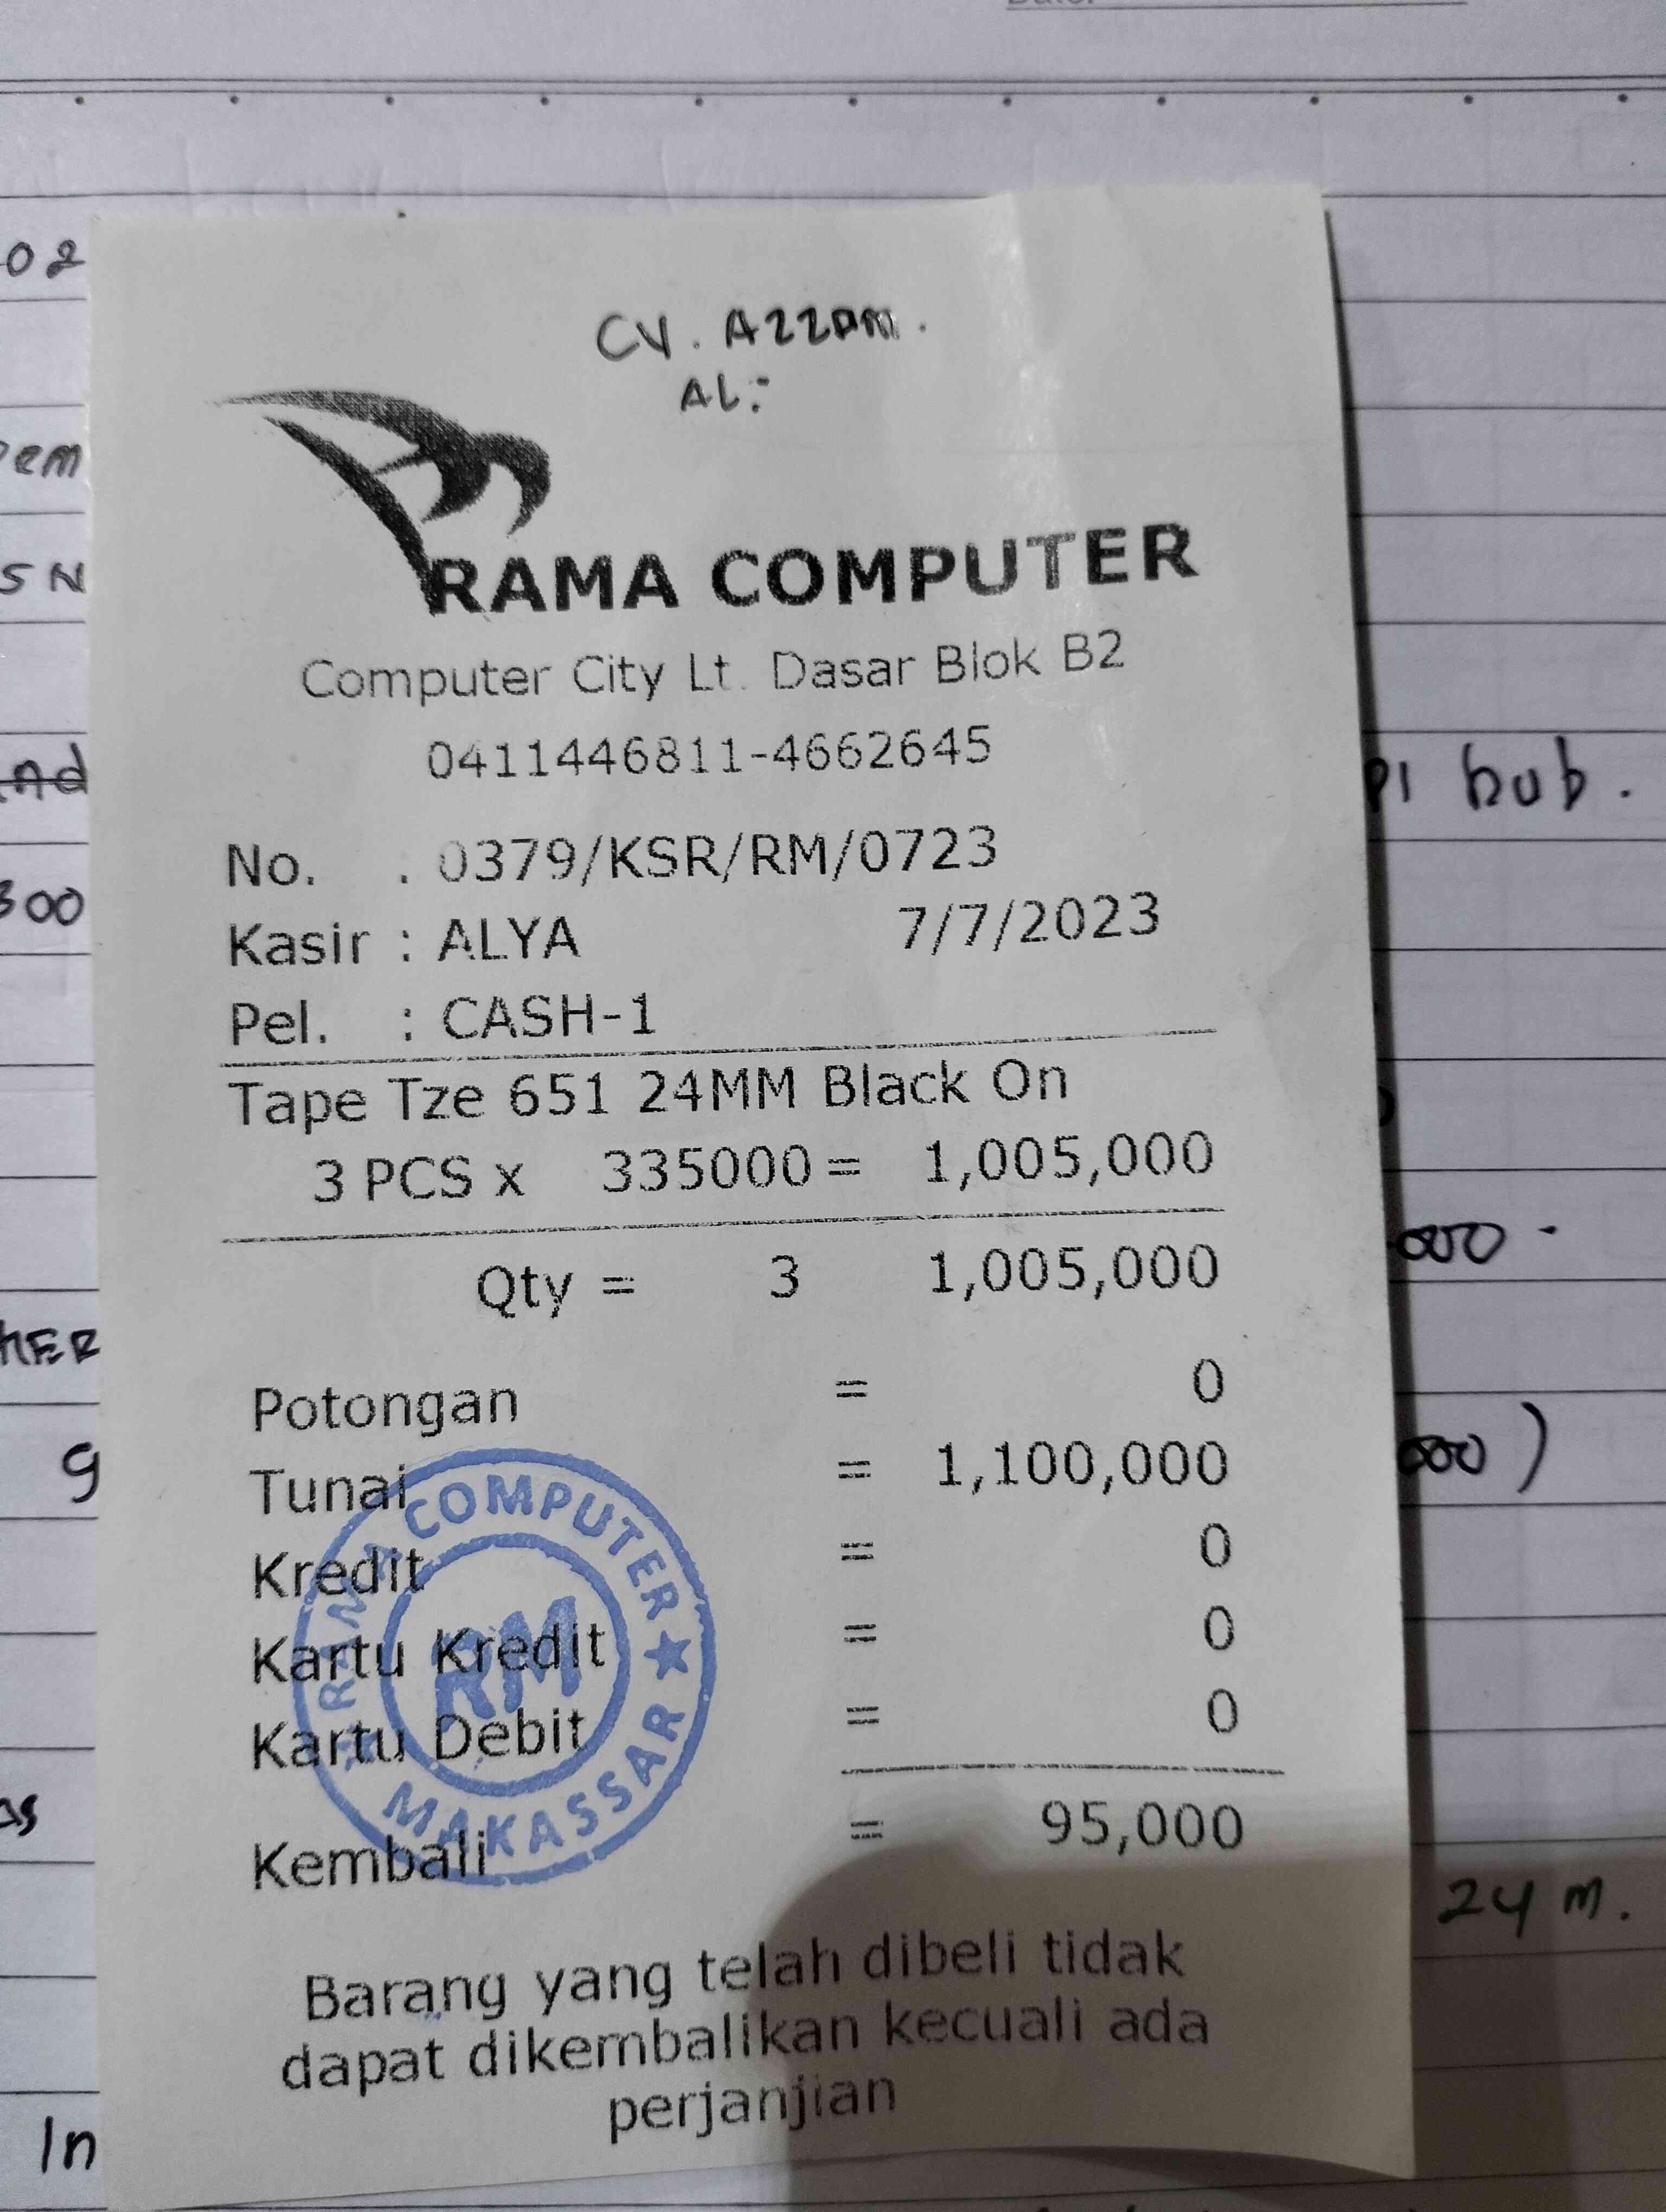 02
CV. AZZAM.
AL:
RAMA COMPUTER
Computer City Lt. Dasar Blok B2
0411446811-4662645
hub.
No. : 0379/KSR/RM/0723
300
Kasir : ALYA 7/7/2023
Pel. : CASH-1
Tape Tze 651 24MM Black On
3 PCS x 335000 = 1,005,000
Qty = 3 1,005,000
Potongan = 0
Tunai = 1,100,000
Kredit = 0
Kartu Kredit = 0
Kartu Debit = 0
Kembali = 95,000
RAMA COMPUTER
RM
MAKASSAR
24 m.
Barang yang telah dibeli tidak
dapat dikembalikan kecuali ada
perjanjian